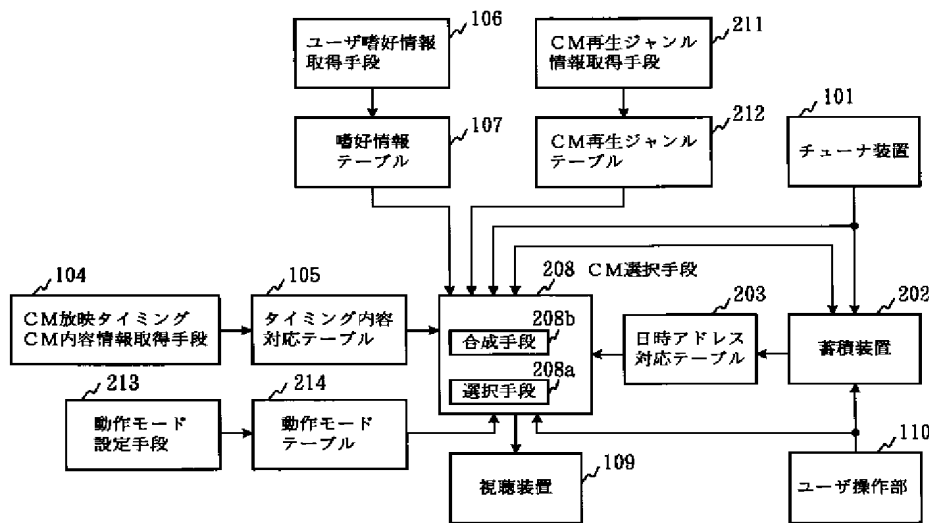 106
ユーザ嗜好情報
取得手段
211
CM再生ジャンル
情報取得手段
107
嗜好情報
テーブル
212
CM再生ジャンル
テーブル
101
チューナ装置
104
CM放映タイミング
CM内容情報取得手段
105
タイミング内容
対応テーブル
208 CM選択手段
208b
合成手段
208a
選択手段
203
日時アドレス
対応テーブル
202
蓄積装置
213
動作モード
設定手段
214
動作モード
テーブル
109
視聴装置
110
ユーザ操作部